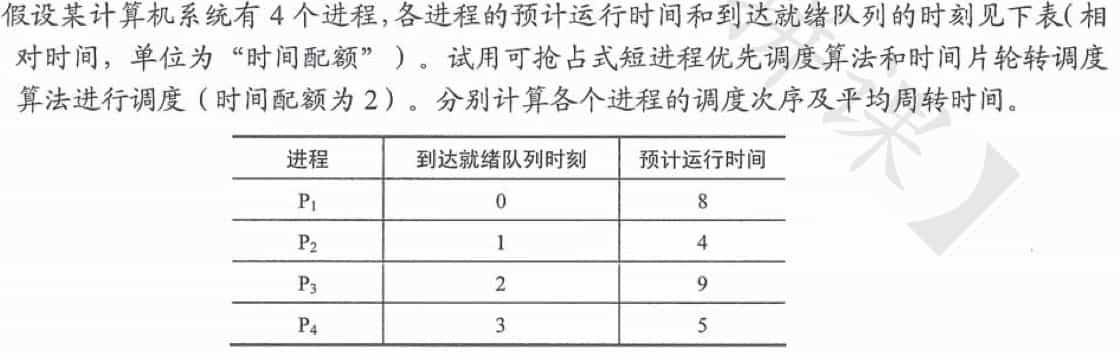 假设某计算机系统有 4 个进程,各进程的预计运行时间和到达就绪队列的时刻见下表(相
对时间，单位为“时间配额”)。试用可抢占式短进程优先调度算法和时间片轮转调度
算法进行调度(时间配额为 2)。分别计算各个进程的调度次序及平均周转时间。
进程 到达就绪队列时刻 预计运行时间
P₁ 0 8
P₂ 1 4
P₃ 2 9
P₄ 3 5
课】